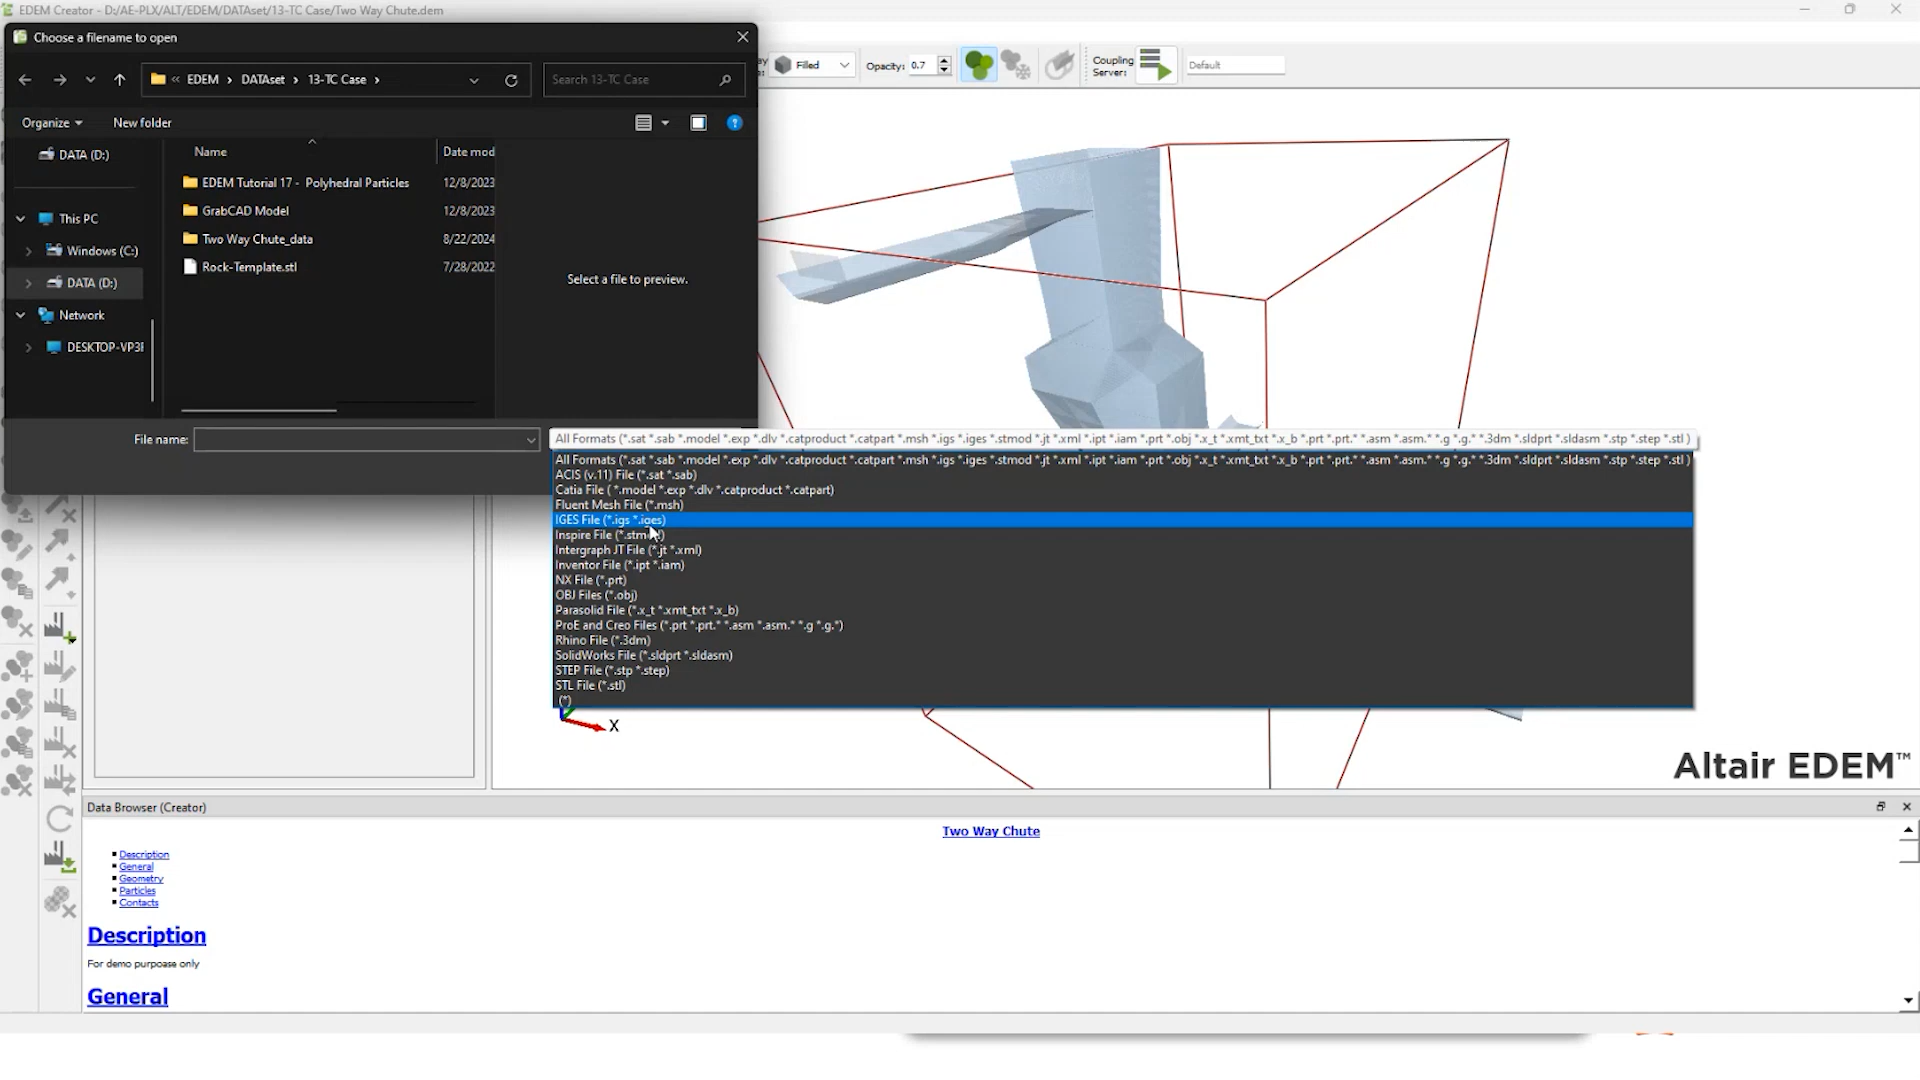 EDEM Creator - D:/AE-PLX/ALT/EDEM/DATAset/13-TC Case/Two Way Chute.dem
Choose a filename to open
« EDEM › DATAset › 13-TC Case ›
Search 13-TC Case
Filled
Opacity: 0.7
Coupling
Server:
Default
Organize
New folder
DATA (D:)
This PC
Windows (C:)
DATA (D:)
Network
DESKTOP-VP3F
Name
Date mod
EDEM Tutorial 17 - Polyhedral Particles
12/8/2023
GrabCAD Model
12/8/2023
Two Way Chute_data
8/22/2024
Rock-Template.stl
7/28/2022
Select a file to preview.
File name:
All Formats (*.sat *.sab *.model *.exp *.dlv *.catproduct *.catpart *.msh *.igs *.iges *.stmod *.jt *.xml *.ipt *.iam *.prt *.obj *.x_t *.xmt_txt *.x_b *.prt *.prt.* *.asm *.asm.* *.g *.g.* *.3dm *.sldprt *.sldasm *.stp *.step *.stl )
All Formats (*.sat *.sab *.model *.exp *.dlv *.catproduct *.catpart *.msh *.igs *.iges *.stmod *.jt *.xml *.ipt *.iam *.prt *.obj *.x_t *.xmt_txt *.x_b *.prt *.prt.* *.asm *.asm.* *.g *.g.* *.3dm *.sldprt *.sldasm *.stp *.step *.stl )
ACIS (v.11) File (*.sat *.sab)
Catia File ( *.model *.exp *.dlv *.catproduct *.catpart)
Fluent Mesh File (*.msh)
IGES File (*.igs *.iges)
Inspire File
Intergraph JT File (*.jt *.xml)
Inventor File (*.ipt *.iam)
NX File (*.prt)
OBJ Files (*.obj)
Parasolid File (*.x_t *.xmt_txt *.x_b)
ProE and Creo Files (*.prt *.prt.* *.asm *.asm.* *.g *.g.*)
Rhino File (*.3dm)
SolidWorks File (*.sldprt *.sldasm)
STEP File (*.stp *.step)
STL File (*.stl)
(*)
X
Altair EDEM™
Data Browser (Creator)
Two Way Chute
Description
General
Geometry
Particles
Contacts
Description
For demo purpoase only
General